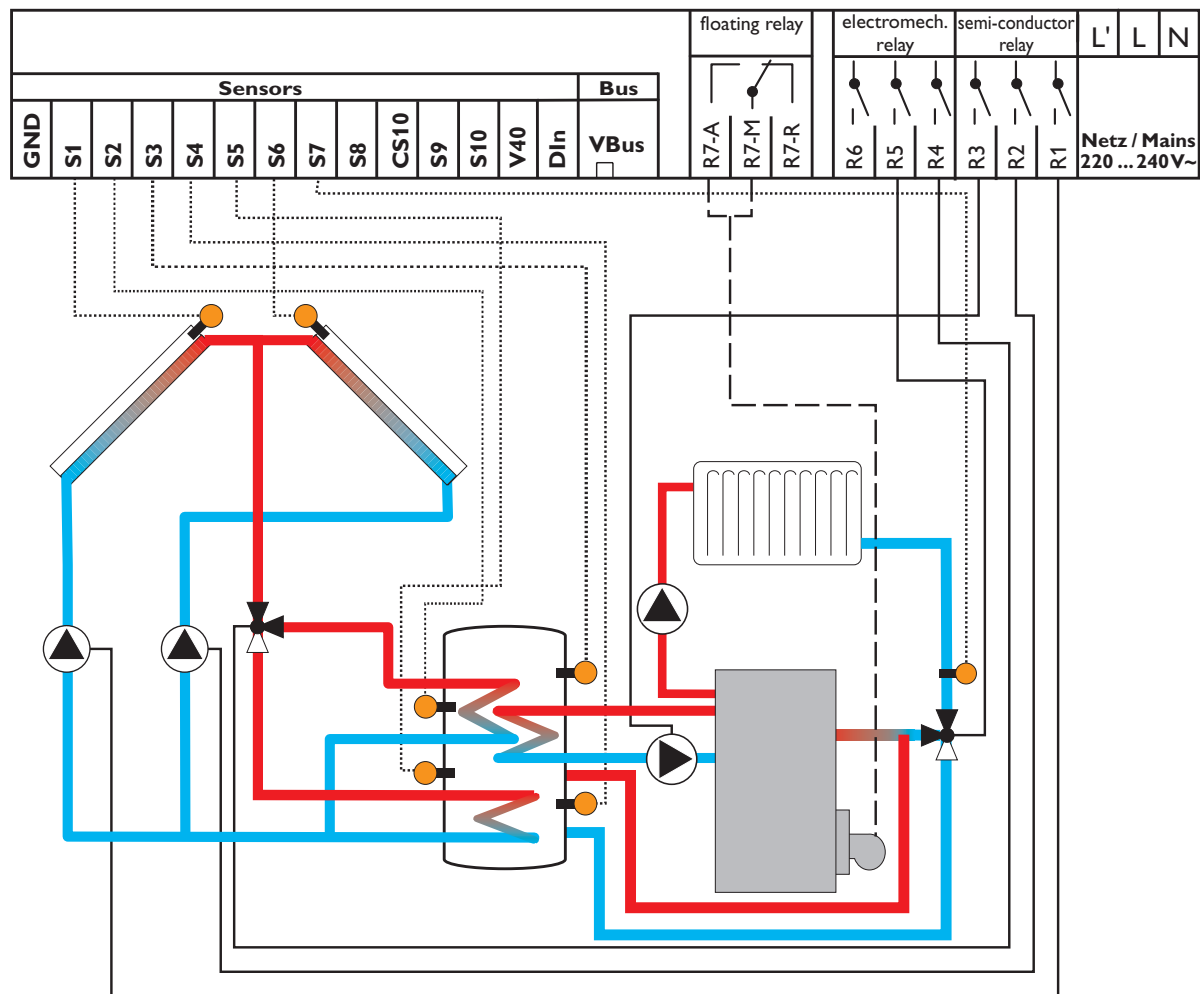 floating relay
electromech.
relay
semi-conductor
relay
L'
L
N
Sensors
Bus
GND
S1
S2
S3
S4
S5
S6
S7
S8
CS10
S9
S10
V40
DIn
VBus
R7-A
R7-M
R7-R
R6
R5
R4
R3
R2
R1
Netz / Mains
220 ... 240V~